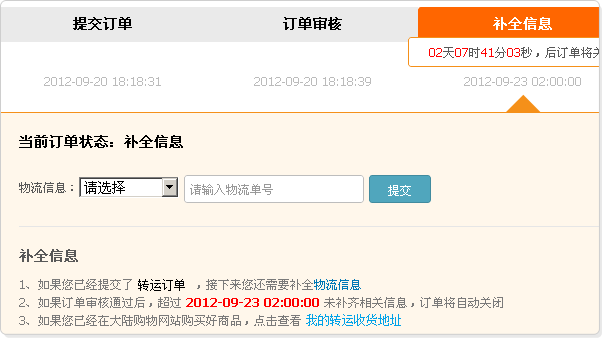 提交订单 订单审核 补全信息
02天07时41分03秒，后订单将
2012-09-20 18:18:31 2012-09-20 18:18:39 2012-09-23 02:00:00
当前订单状态：补全信息
物流信息： 请选择 请输入物流单号 提交
补全信息
1、如果您已经提交了 转运订单 ，接下来您还需要补全物流信息
2、如果订单审核通过后，超过 2012-09-23 02:00:00 未补齐相关信息，订单将自动关闭
3、如果您已经在大陆购物网站购买好商品，点击查看 我的转运收货地址